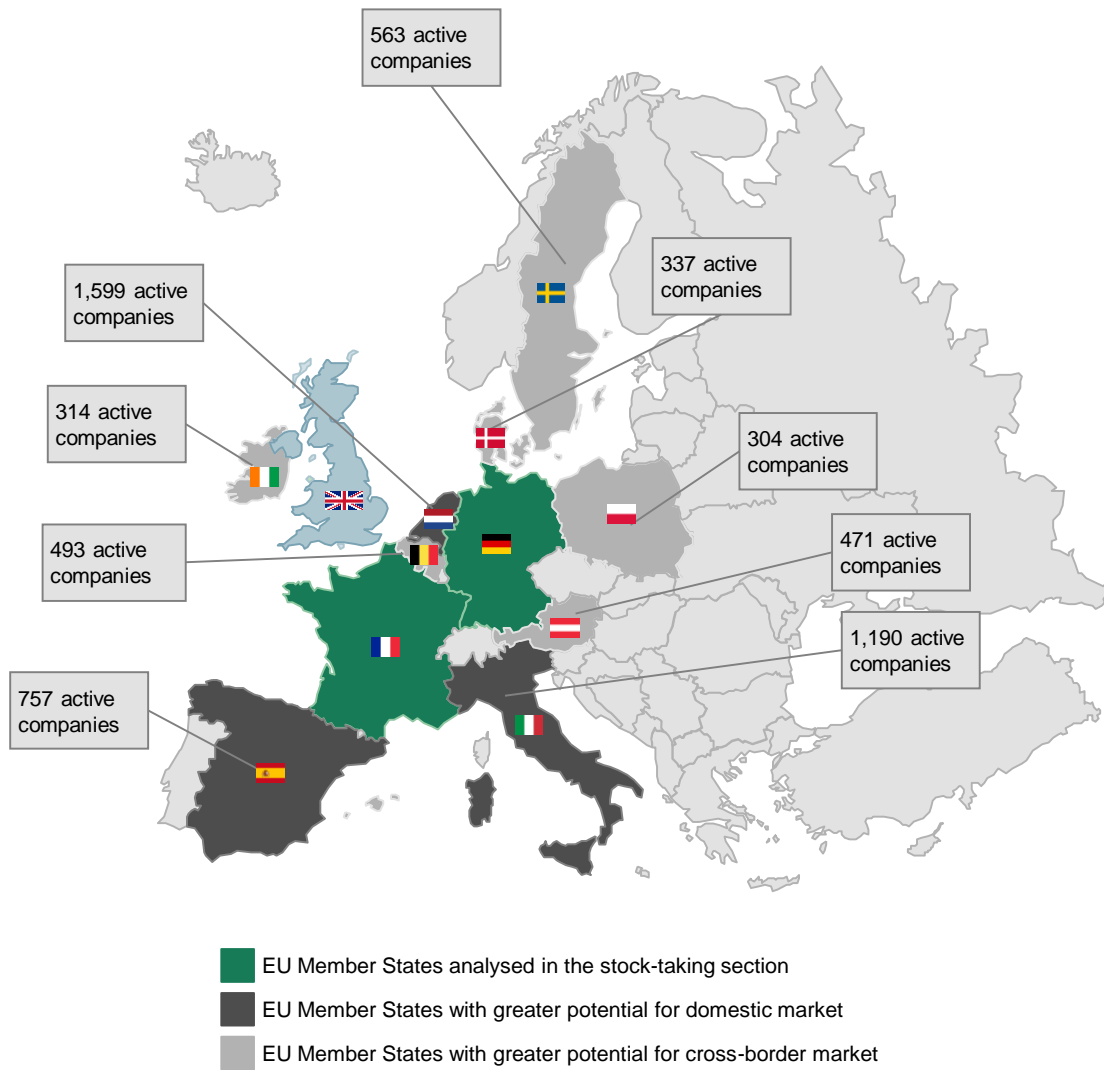 563 active
companies
337 active
companies
1,599 active
companies
314 active
companies
304 active
companies
493 active
companies
471 active
companies
1,190 active
companies
757 active
companies
EU Member States analysed in the stock-taking section
EU Member States with greater potential for domestic market
EU Member States with greater potential for cross-border market